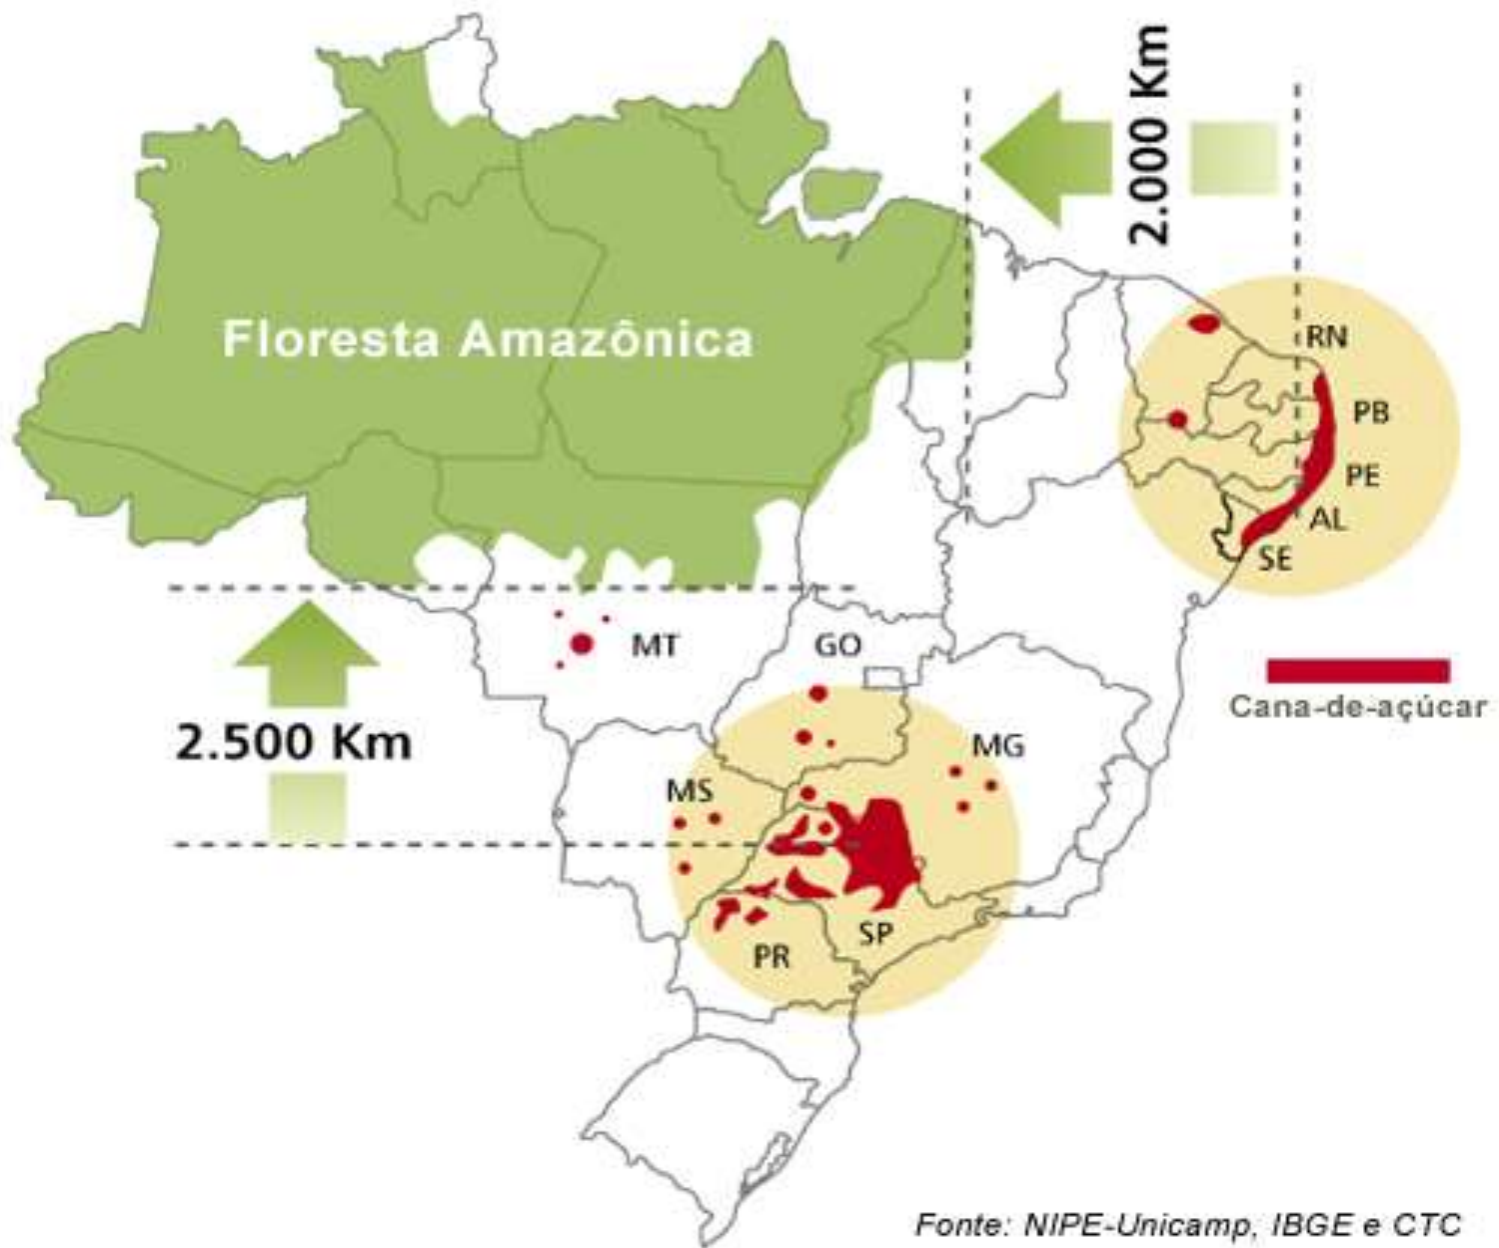 2.000 Km
Floresta Amazônica
RN
PB
PE
AL
SE
MT
GO
Cana-de-açúcar
2.500 Km
MG
MS
SP
PR
Fonte: NIPE-Unicamp, IBGE e CTC